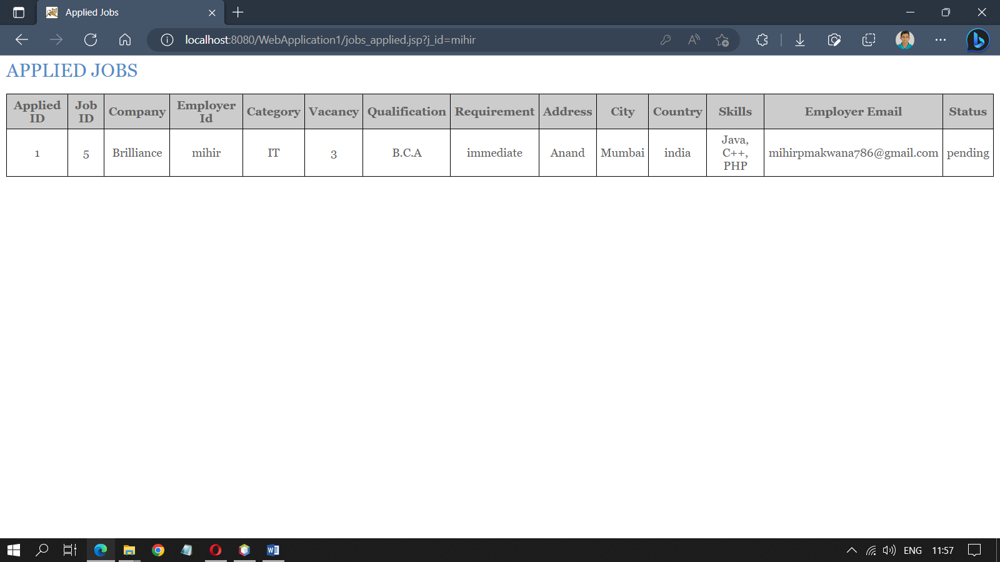 Applied Jobs
localhost:8080/WebApplication1/jobs_applied.jsp?j_id=mihir
APPLIED JOBS
Applied ID Job ID Company Employer Id Category Vacancy Qualification Requirement Address City Country Skills Employer Email Status
1 5 Brilliance mihir IT 3 B.C.A immediate Anand Mumbai india Java, C++, PHP mihirpmakwana786@gmail.com pending
ENG 11:57